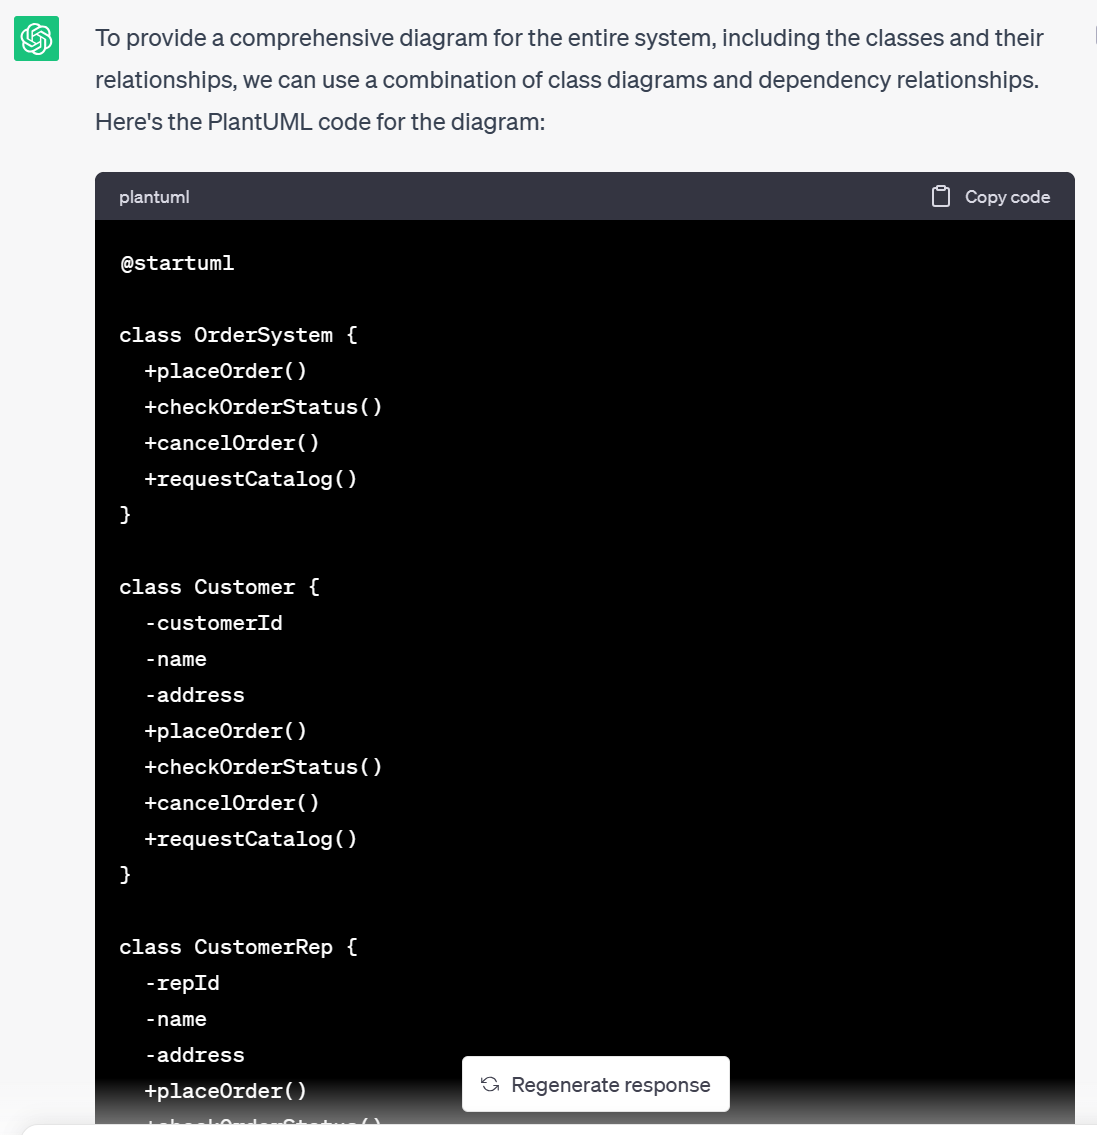 To provide a comprehensive diagram for the entire system, including the classes and their
relationships, we can use a combination of class diagrams and dependency relationships.
Here's the PlantUML code for the diagram:
plantuml
Copy code
@startuml
class OrderSystem {
+placeOrder()
+checkOrderStatus()
+cancelOrder()
+requestCatalog()
}
class Customer {
-customerId
-name
-address
+placeOrder()
+checkOrderStatus()
+cancelOrder()
+requestCatalog()
}
class CustomerRep {
-repId
-name
-address
+placeOrder()
Regenerate response